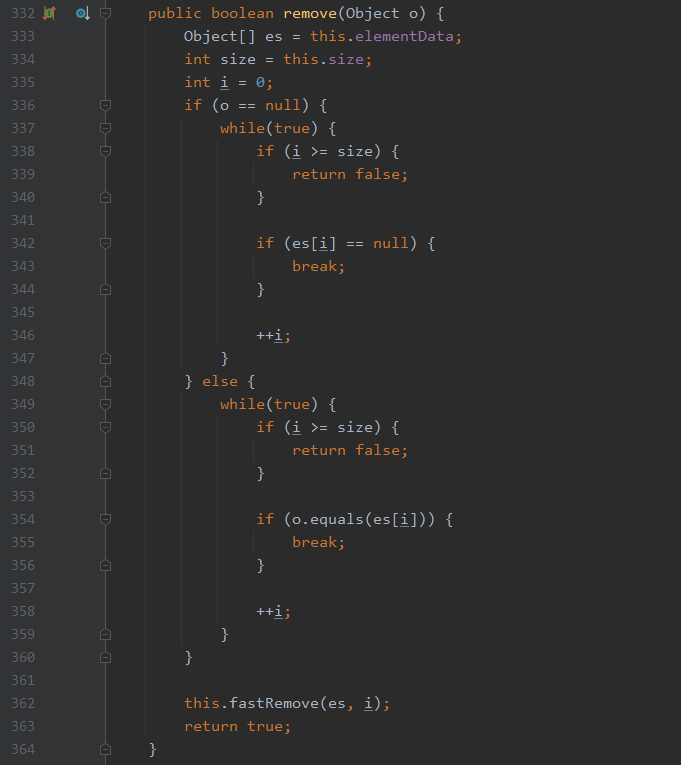 332 public boolean remove(Object o) {
333 Object[] es = this.elementData;
334 int size = this.size;
335 int i = 0;
336 if (o == null) {
337 while(true) {
338 if (i >= size) {
339 return false;
340 }
341
342 if (es[i] == null) {
343 break;
344 }
345
346 ++i;
347 }
348 } else {
349 while(true) {
350 if (i >= size) {
351 return false;
352 }
353
354 if (o.equals(es[i])) {
355 break;
356 }
357
358 ++i;
359 }
360 }
361
362 this.fastRemove(es, i);
363 return true;
364 }